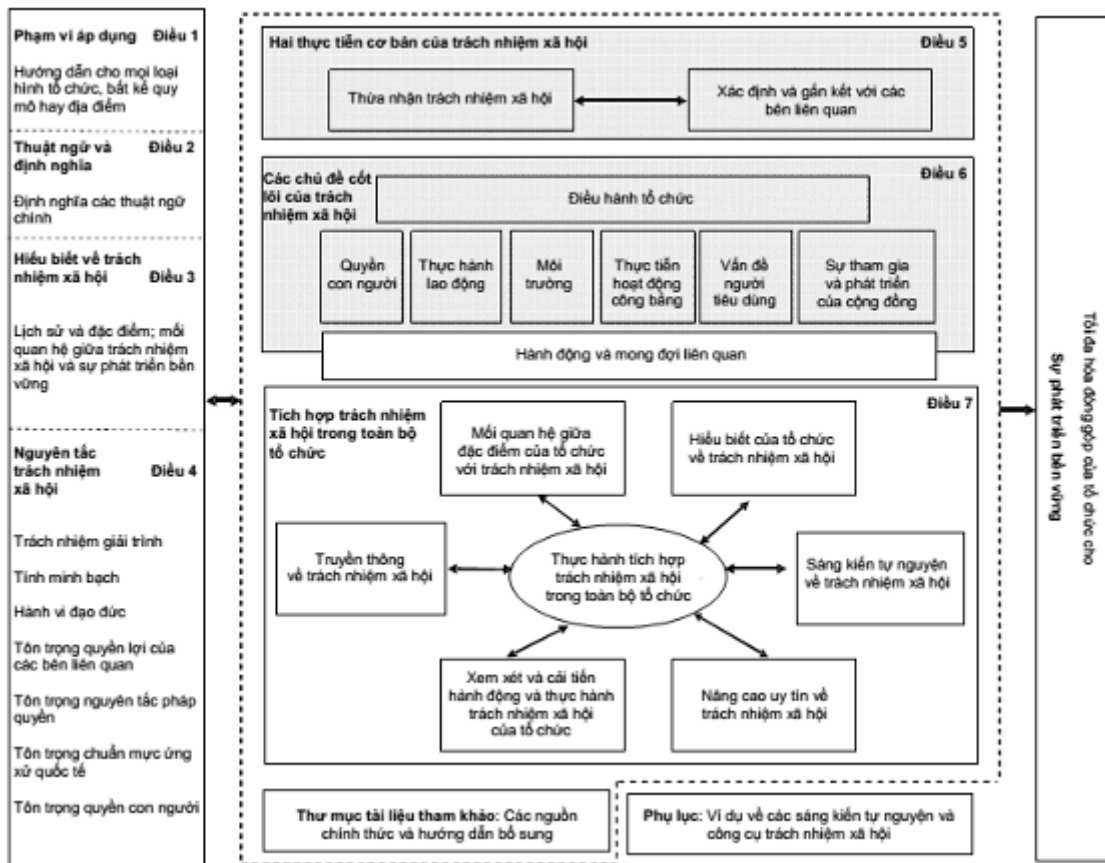 Phạm vi áp dụng Điều 1
Hướng dẫn cho mọi loại
hình tổ chức, bất kể quy
mô hay địa điểm
Thuật ngữ và Điều 2
định nghĩa
Định nghĩa các thuật ngữ
chính
Hiểu biết về trách
nhiệm xã hội Điều 3
Lịch sử và đặc điểm; mối
quan hệ giữa trách nhiệm
xã hội và sự phát triển bền
vững
Nguyên tắc
trách nhiệm Điều 4
xã hội
Trách nhiệm giải trình
Tính minh bạch
Hành vi đạo đức
Tôn trọng quyền lợi của
các bên liên quan
Tôn trọng nguyên tắc pháp
quyền
Tôn trọng chuẩn mực ứng
xử quốc tế
Tôn trọng quyền con người
Hai thực tiễn cơ bản của trách nhiệm xã hội Điều 5
Thừa nhận trách nhiệm xã hội
Xác định và gắn kết với các
bên liên quan
Các chủ đề cốt
lõi của trách
nhiệm xã hội
Điều 6
Điều hành tổ chức
Quyền
con người
Thực hành
lao động
Môi
trường
Thực tiễn
hoạt động
công bằng
Vấn đề
người
tiêu dùng
Sự tham gia
và phát triển
của cộng đồng
Hành động và mong đợi liên quan
Tích hợp trách nhiệm
xã hội trong toàn bộ
tổ chức
Điều 7
Mối quan hệ giữa
đặc điểm của tổ chức
với trách nhiệm xã hội
Hiểu biết của tổ chức
về trách nhiệm xã hội
Truyền thông
về trách nhiệm xã hội
Thực hành tích hợp
trách nhiệm xã hội
trong toàn bộ tổ chức
Sáng kiến tự nguyện
về trách nhiệm xã hội
Xem xét và cải tiến
hành động và thực hành
trách nhiệm xã hội
của tổ chức
Nâng cao uy tín về
trách nhiệm xã hội
Thư mục tài liệu tham khảo: Các nguồn
chính thức và hướng dẫn bổ sung
Phụ lục: Ví dụ về các sáng kiến tự nguyện và
công cụ trách nhiệm xã hội
Tối đa hóa đóng góp của tổ chức cho
Sự phát triển bền vững